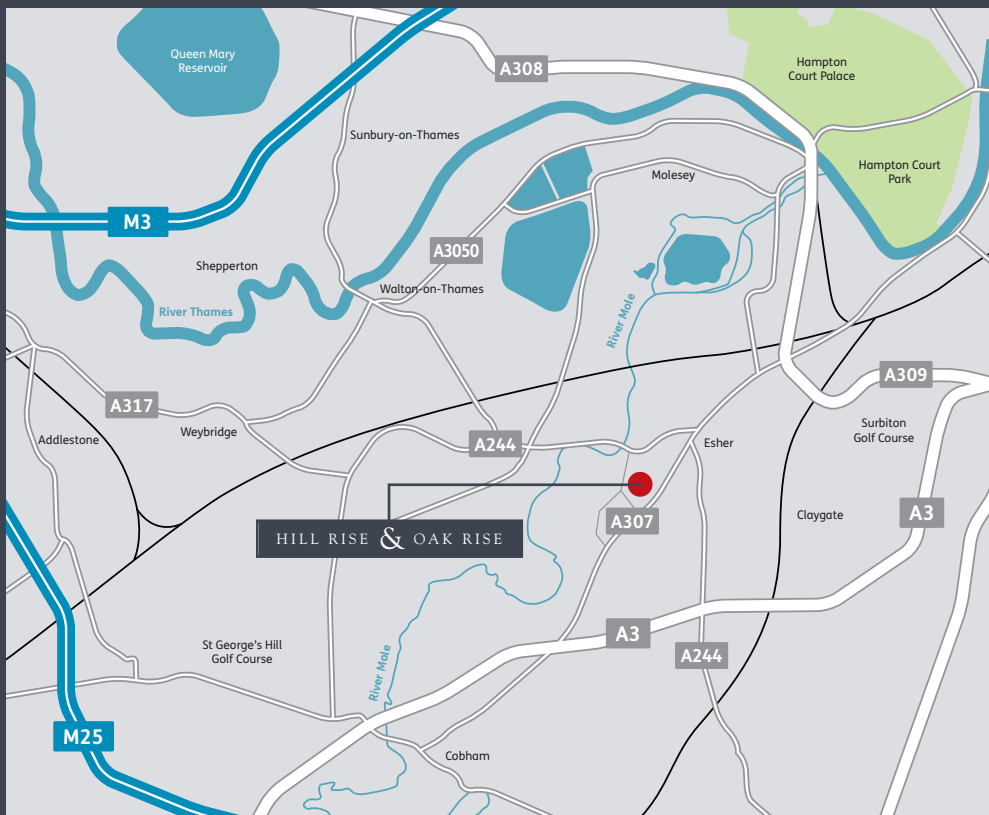 Queen Mary
Reservoir
A308
Hampton
Court Palace
Sunbury-on-Thames
Hampton Court
Park
Molesey
M3
A3050
Shepperton
Walton-on-Thames
River Thames
River Mole
A309
A317
Surbiton
Golf Course
Addlestone
Weybridge
A244
Esher
A307
A3
Claygate
HILL RISE & OAK RISE
A3
A244
St George's Hill
Golf Course
River Mole
M25
Cobham